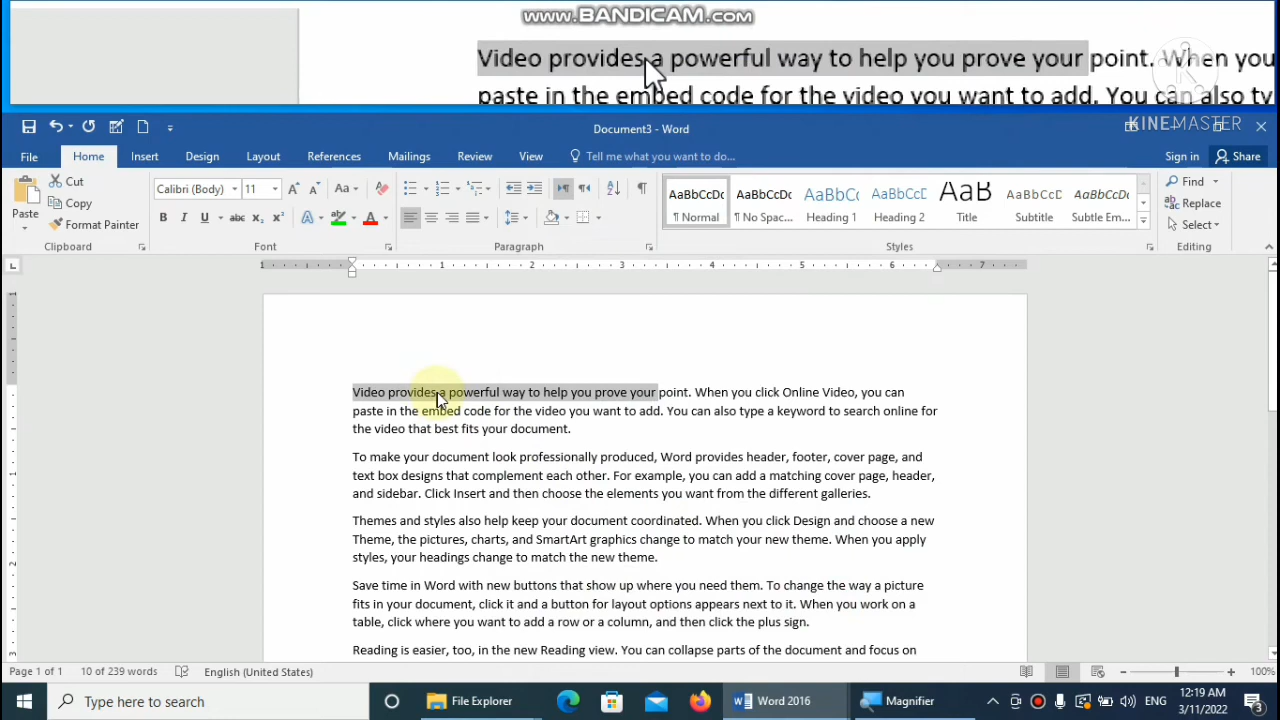 www.BANDICAM.com
Video provides a powerful way to help you prove your point. When you
paste in the embed code for the video you want to add. You can also ty
KINEMASTER
Document3 - Word
File Home Insert Design Layout References Mailings Review View Tell me what you want to do... Sign in Share
Paste
Cut
Copy
Format Painter
Clipboard
Calibri (Body) 11
Font
Paragraph
AaBbCcDc AaBbCcDc AaBbCc AaBbCcD AaB AaBbCcD AaBbCcDc
¶ Normal ¶ No Spac... Heading 1 Heading 2 Title Subtitle Subtle Em...
Styles
Find
Replace
Select
Editing
1 1 2 3 4 5 6 7
Video provides a powerful way to help you prove your point. When you click Online Video, you can
paste in the embed code for the video you want to add. You can also type a keyword to search online for
the video that best fits your document.
To make your document look professionally produced, Word provides header, footer, cover page, and
text box designs that complement each other. For example, you can add a matching cover page, header,
and sidebar. Click Insert and then choose the elements you want from the different galleries.
Themes and styles also help keep your document coordinated. When you click Design and choose a new
Theme, the pictures, charts, and SmartArt graphics change to match your new theme. When you apply
styles, your headings change to match the new theme.
Save time in Word with new buttons that show up where you need them. To change the way a picture
fits in your document, click it and a button for layout options appears next to it. When you work on a
table, click where you want to add a row or a column, and then click the plus sign.
Reading is easier, too, in the new Reading view. You can collapse parts of the document and focus on
Page 1 of 1 10 of 239 words English (United States) 100%
Type here to search File Explorer Word 2016 Magnifier ENG 12:19 AM
3/11/2022 3